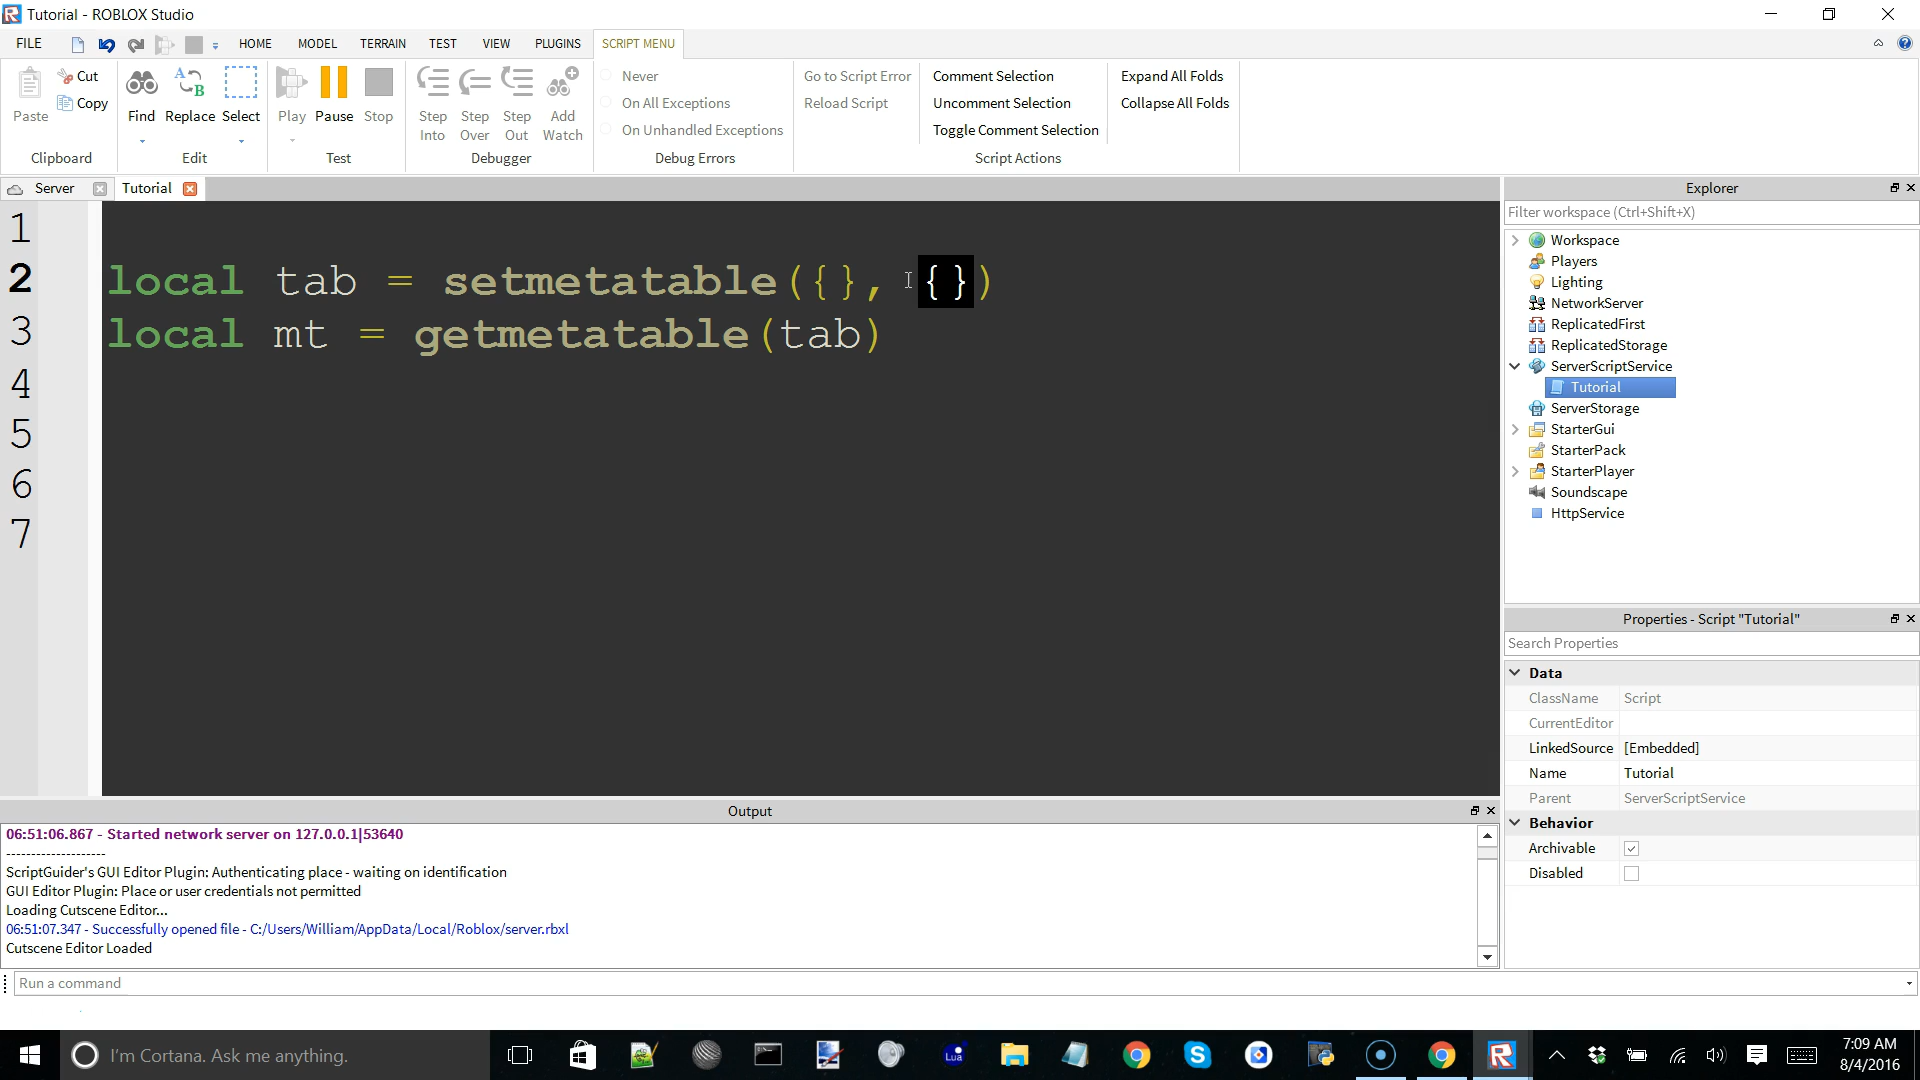 Tutorial - ROBLOX Studio
FILE HOME MODEL TERRAIN TEST VIEW PLUGINS SCRIPT MENU
Paste Cut Copy
Clipboard
Find Replace Select
Edit
Play Pause Stop
Test
Step Into Step Over Step Out Add Watch
Debugger
Never
On All Exceptions
On Unhandled Exceptions
Debug Errors
Go to Script Error
Reload Script
Comment Selection
Uncomment Selection
Toggle Comment Selection
Script Actions
Expand All Folds
Collapse All Folds
Server Tutorial
1
2 local tab = setmetatable({}, {})
3 local mt = getmetatable(tab)
4
5
6
7
Explorer
Filter workspace (Ctrl+Shift+X)
Workspace
Players
Lighting
NetworkServer
ReplicatedFirst
ReplicatedStorage
ServerScriptService
Tutorial
ServerStorage
StarterGui
StarterPack
StarterPlayer
Soundscape
HttpService
Properties - Script "Tutorial"
Search Properties
Data
ClassName Script
CurrentEditor
LinkedSource [Embedded]
Name Tutorial
Parent ServerScriptService
Behavior
Archivable
Disabled
Output
06:51:06.867 - Started network server on 127.0.0.1|53640
--------------------
ScriptGuider's GUI Editor Plugin: Authenticating place - waiting on identification
GUI Editor Plugin: Place or user credentials not permitted
Loading Cutscene Editor...
06:51:07.347 - Successfully opened file - C:/Users/William/AppData/Local/Roblox/server.rbxl
Cutscene Editor Loaded
Run a command
I'm Cortana. Ask me anything.
Lua
7:09 AM
8/4/2016